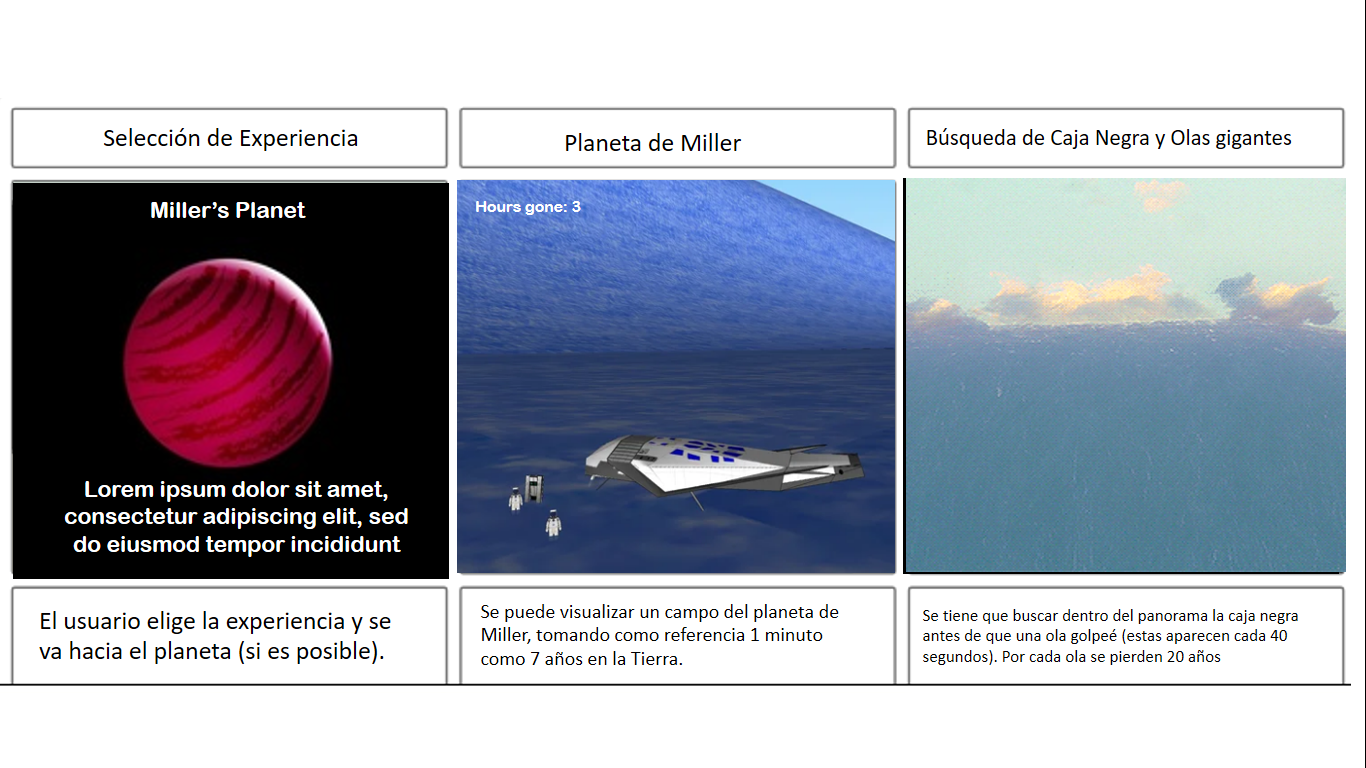 Selección de Experiencia
Planeta de Miller
Búsqueda de Caja Negra y Olas gigantes
Miller’s Planet
Lorem ipsum dolor sit amet,
consectetur adipiscing elit, sed
do eiusmod tempor incididunt
Hours gone: 3
El usuario elige la experiencia y se
va hacia el planeta (si es posible).
Se puede visualizar un campo del planeta de
Miller, tomando como referencia 1 minuto
como 7 años en la Tierra.
Se tiene que buscar dentro del panorama la caja negra
antes de que una ola golpeé (estas aparecen cada 40
segundos). Por cada ola se pierden 20 años